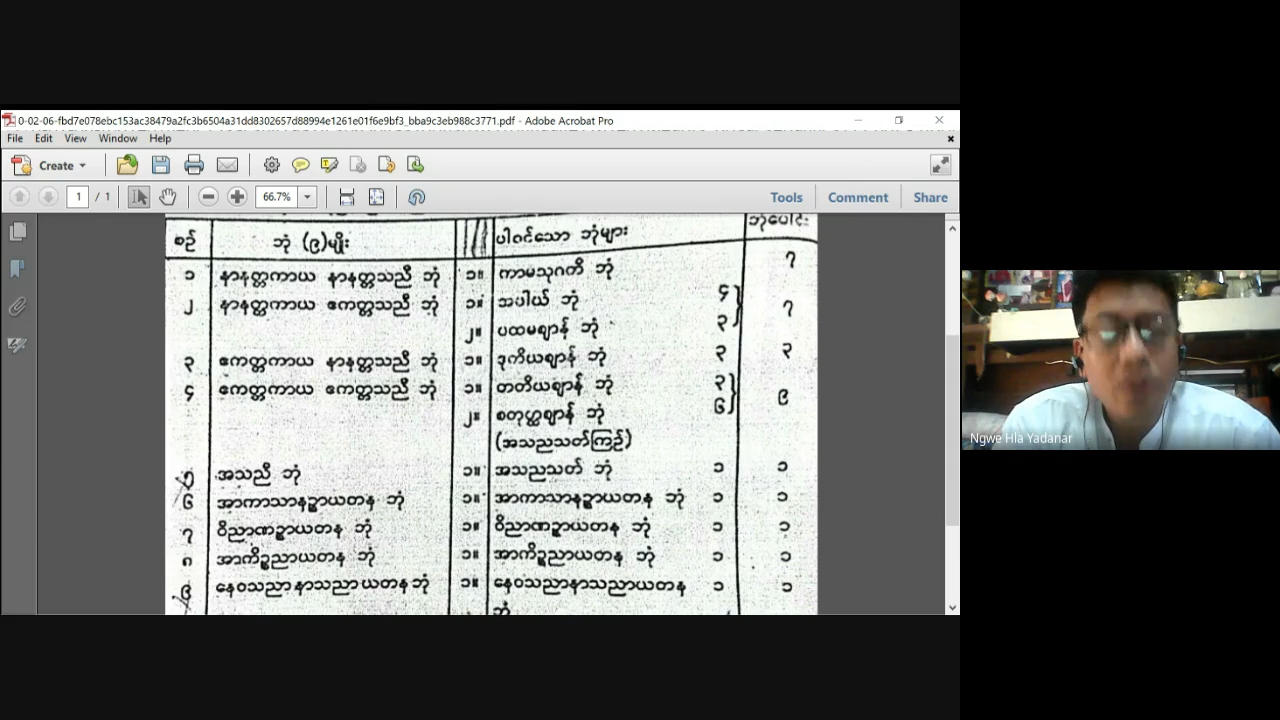 0-02-06-fbd7e078ebc153ac38479a2fc3b6504a31dd8302657d88994e1261e01f6e9bf3_bba9c3eb988c3771.pdf - Adobe Acrobat Pro
File Edit View Window Help
Create
1 / 1 66.7% Tools Comment Share
စဉ် ဘုံ (၉)မျိုး ပါဝင်သော ဘုံများ ဘုံပေါင်း
၁ နာနတ္တကာယ နာနတ္တသညီ ဘုံ ၁။ ကာမသုဂတိ ဘုံ ၇
၂ နာနတ္တကာယ ဧကတ္တသညီ ဘုံ ၁။ အပါယ် ဘုံ ၄ ၇
၂။ ပထမဈာန် ဘုံ ၃
၃ ဧကတ္တကာယ နာနတ္တသညီ ဘုံ ၁။ ဒုတိယဈာန် ဘုံ ၃ ၃
၄ ဧကတ္တကာယ ဧကတ္တသညီ ဘုံ ၁။ တတိယဈာန် ဘုံ ၃ ၉
၂။ စတုတ္ထဈာန် ဘုံ ၆
(အသညသတ်ကြဉ်)
၅ အသညီ ဘုံ ၁။ အသညသတ် ဘုံ ၁ ၁
၆ အာကာသာနဉ္စာယတန ဘုံ ၁။ အာကာသာနဉ္စာယတန ဘုံ ၁ ၁
၇ ဝိညာဏဉ္စာယတန ဘုံ ၁။ ဝိညာဏဉ္စာယတန ဘုံ ၁ ၁
၈ အာကိဉ္စညာယတန ဘုံ ၁။ အာကိဉ္စညာယတန ဘုံ ၁ ၁
၉ နေဝသညာနာသညာယတနဘုံ ၁။ နေဝသညာနာသညာယတန ၁ ၁
ဘုံ
Ngwe Hla Yadanar